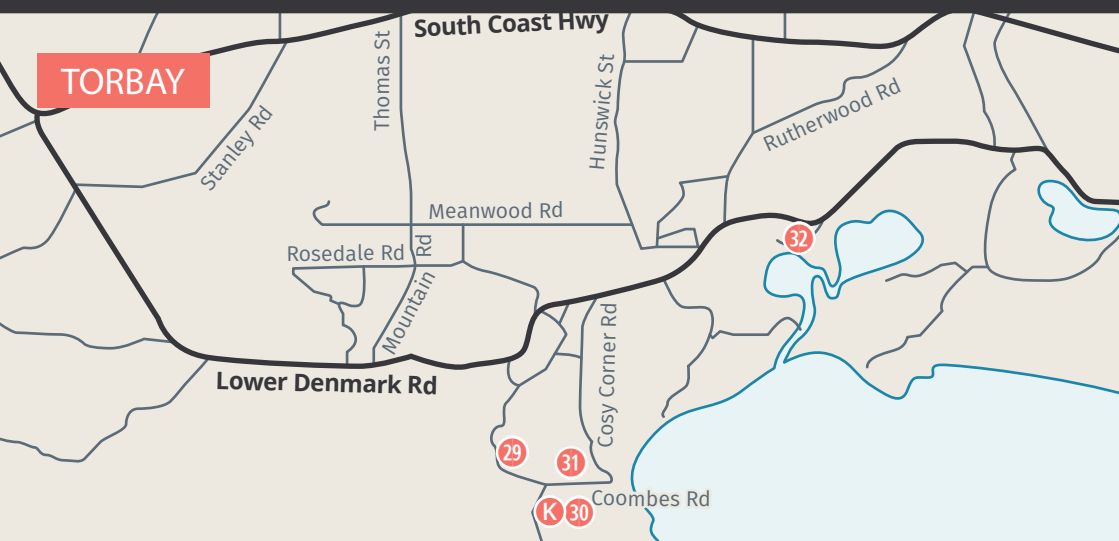 South Coast Hwy
TORBAY
Thomas St
Hunswick St
Stanley Rd
Rutherwood Rd
Meanwood Rd
Rosedale Rd
Mountain Rd
32
Lower Denmark Rd
Cosy Corner Rd
29
31
Coombes Rd
K
30